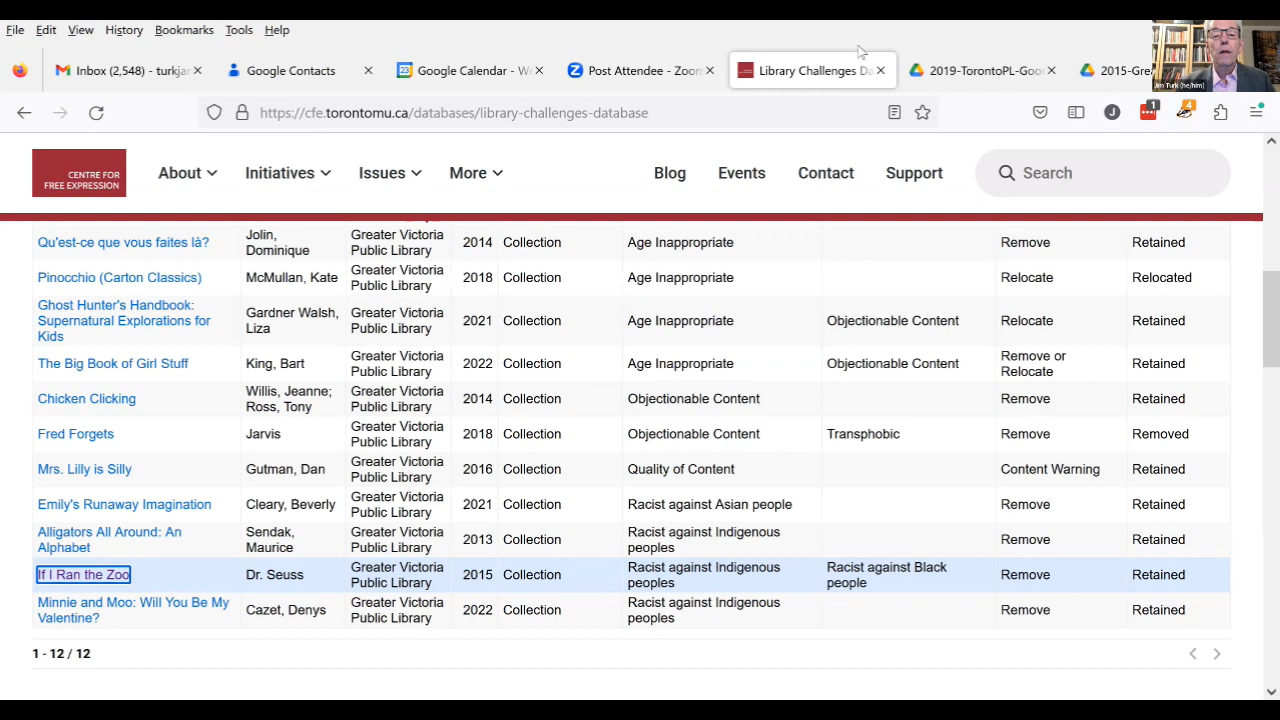 File Edit View History Bookmarks Tools Help
Inbox (2,548) - turkjar
Google Contacts
23 Google Calendar - We
Post Attendee - Zoom
Library Challenges Da
2019-TorontoPL-Goo
2015-Grea
Jim Turk (he/him)
https://cfe.torontomu.ca/databases/library-challenges-database
J 1 4
CENTRE FOR
FREE EXPRESSION
About Initiatives Issues More Blog Events Contact Support Search
Qu'est-ce que vous faites là? Jolin, Dominique Greater Victoria Public Library 2014 Collection Age Inappropriate Remove Retained
Pinocchio (Carton Classics) McMullan, Kate Greater Victoria Public Library 2018 Collection Age Inappropriate Relocate Relocated
Ghost Hunter's Handbook: Supernatural Explorations for Kids Gardner Walsh, Liza Greater Victoria Public Library 2021 Collection Age Inappropriate Objectionable Content Relocate Retained
The Big Book of Girl Stuff King, Bart Greater Victoria Public Library 2022 Collection Age Inappropriate Objectionable Content Remove or Relocate Retained
Chicken Clicking Willis, Jeanne; Ross, Tony Greater Victoria Public Library 2014 Collection Objectionable Content Remove Retained
Fred Forgets Jarvis Greater Victoria Public Library 2018 Collection Objectionable Content Transphobic Remove Removed
Mrs. Lilly is Silly Gutman, Dan Greater Victoria Public Library 2016 Collection Quality of Content Content Warning Retained
Emily's Runaway Imagination Cleary, Beverly Greater Victoria Public Library 2021 Collection Racist against Asian people Remove Retained
Alligators All Around: An Alphabet Sendak, Maurice Greater Victoria Public Library 2013 Collection Racist against Indigenous peoples Remove Retained
If I Ran the Zoo Dr. Seuss Greater Victoria Public Library 2015 Collection Racist against Indigenous peoples Racist against Black people Remove Retained
Minnie and Moo: Will You Be My Valentine? Cazet, Denys Greater Victoria Public Library 2022 Collection Racist against Indigenous peoples Remove Retained
1 - 12 / 12